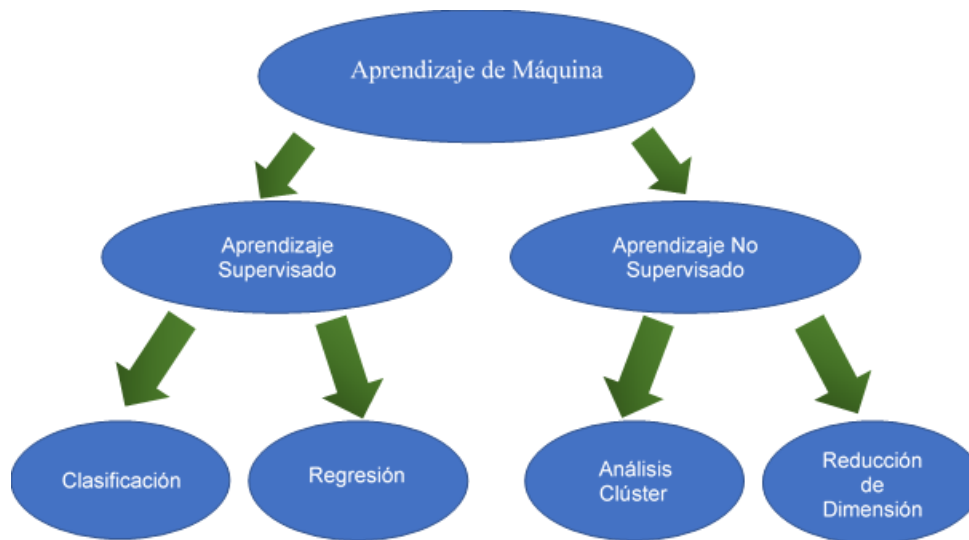 Aprendizaje de Máquina
Aprendizaje
Supervisado
Aprendizaje No
Supervisado
Clasificación
Regresión
Análisis
Clúster
Reducción
de
Dimensión